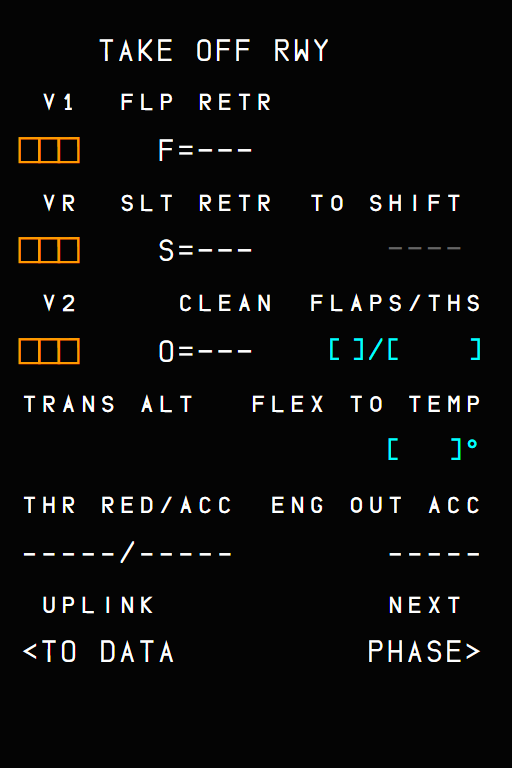 TAKE OFF RWY
V1 FLP RETR
□□□ F=---
VR SLT RETR TO SHIFT
□□□ S=--- ----
V2 CLEAN FLAPS/THS
□□□ O=--- [ ]/[ ]
TRANS ALT FLEX TO TEMP
[ ]°
THR RED/ACC ENG OUT ACC
-----/----- -----
UPLINK NEXT
<TO DATA PHASE>